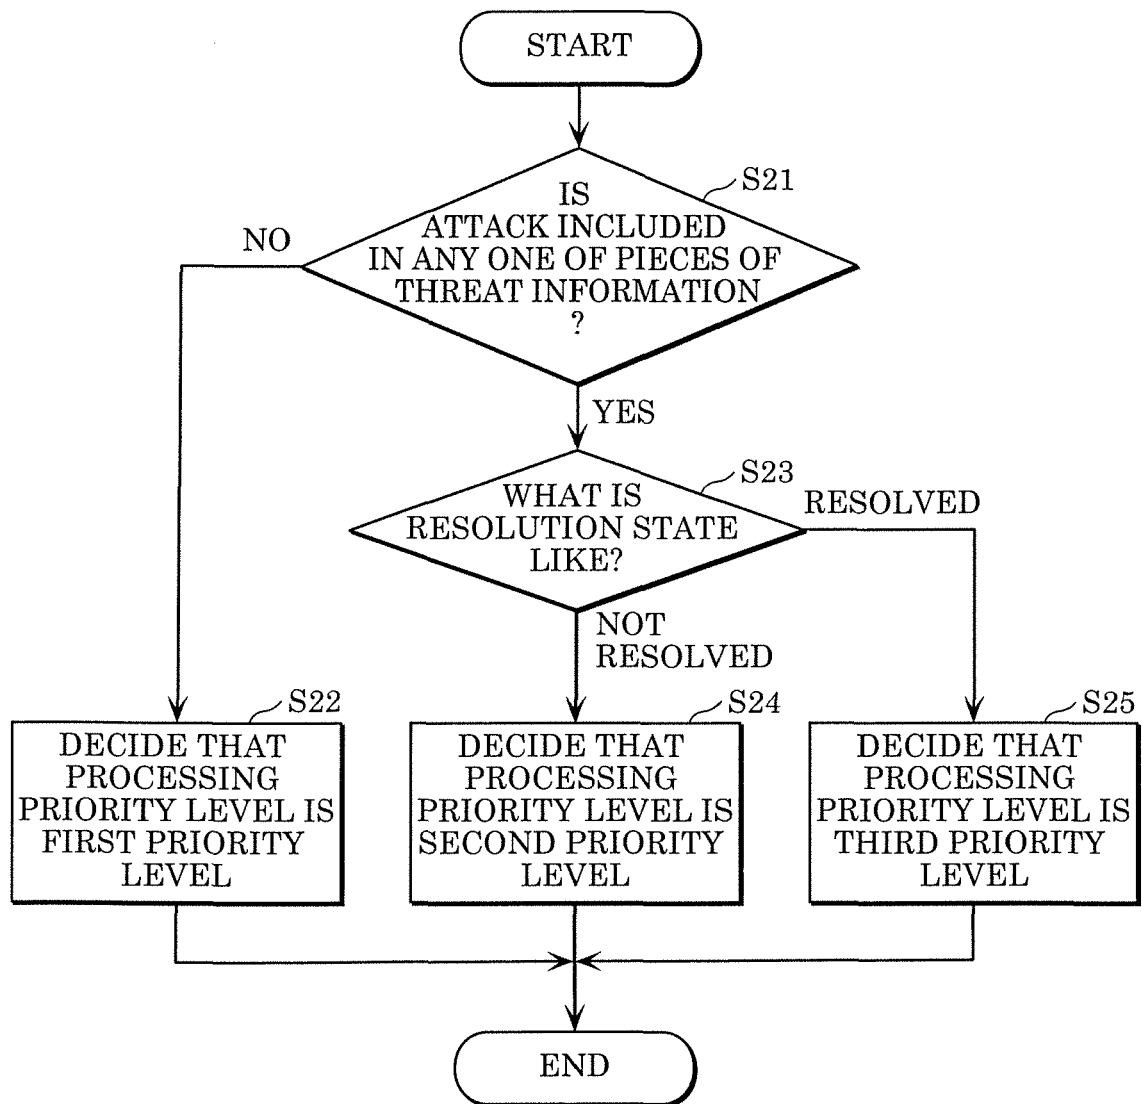 START
S21
IS
ATTACK INCLUDED
IN ANY ONE OF PIECES OF
THREAT INFORMATION
?
NO
YES
S23
WHAT IS
RESOLUTION STATE
LIKE?
RESOLVED
NOT
RESOLVED
S22
DECIDE THAT
PROCESSING
PRIORITY LEVEL IS
FIRST PRIORITY
LEVEL
S24
DECIDE THAT
PROCESSING
PRIORITY LEVEL IS
SECOND PRIORITY
LEVEL
S25
DECIDE THAT
PROCESSING
PRIORITY LEVEL IS
THIRD PRIORITY
LEVEL
END